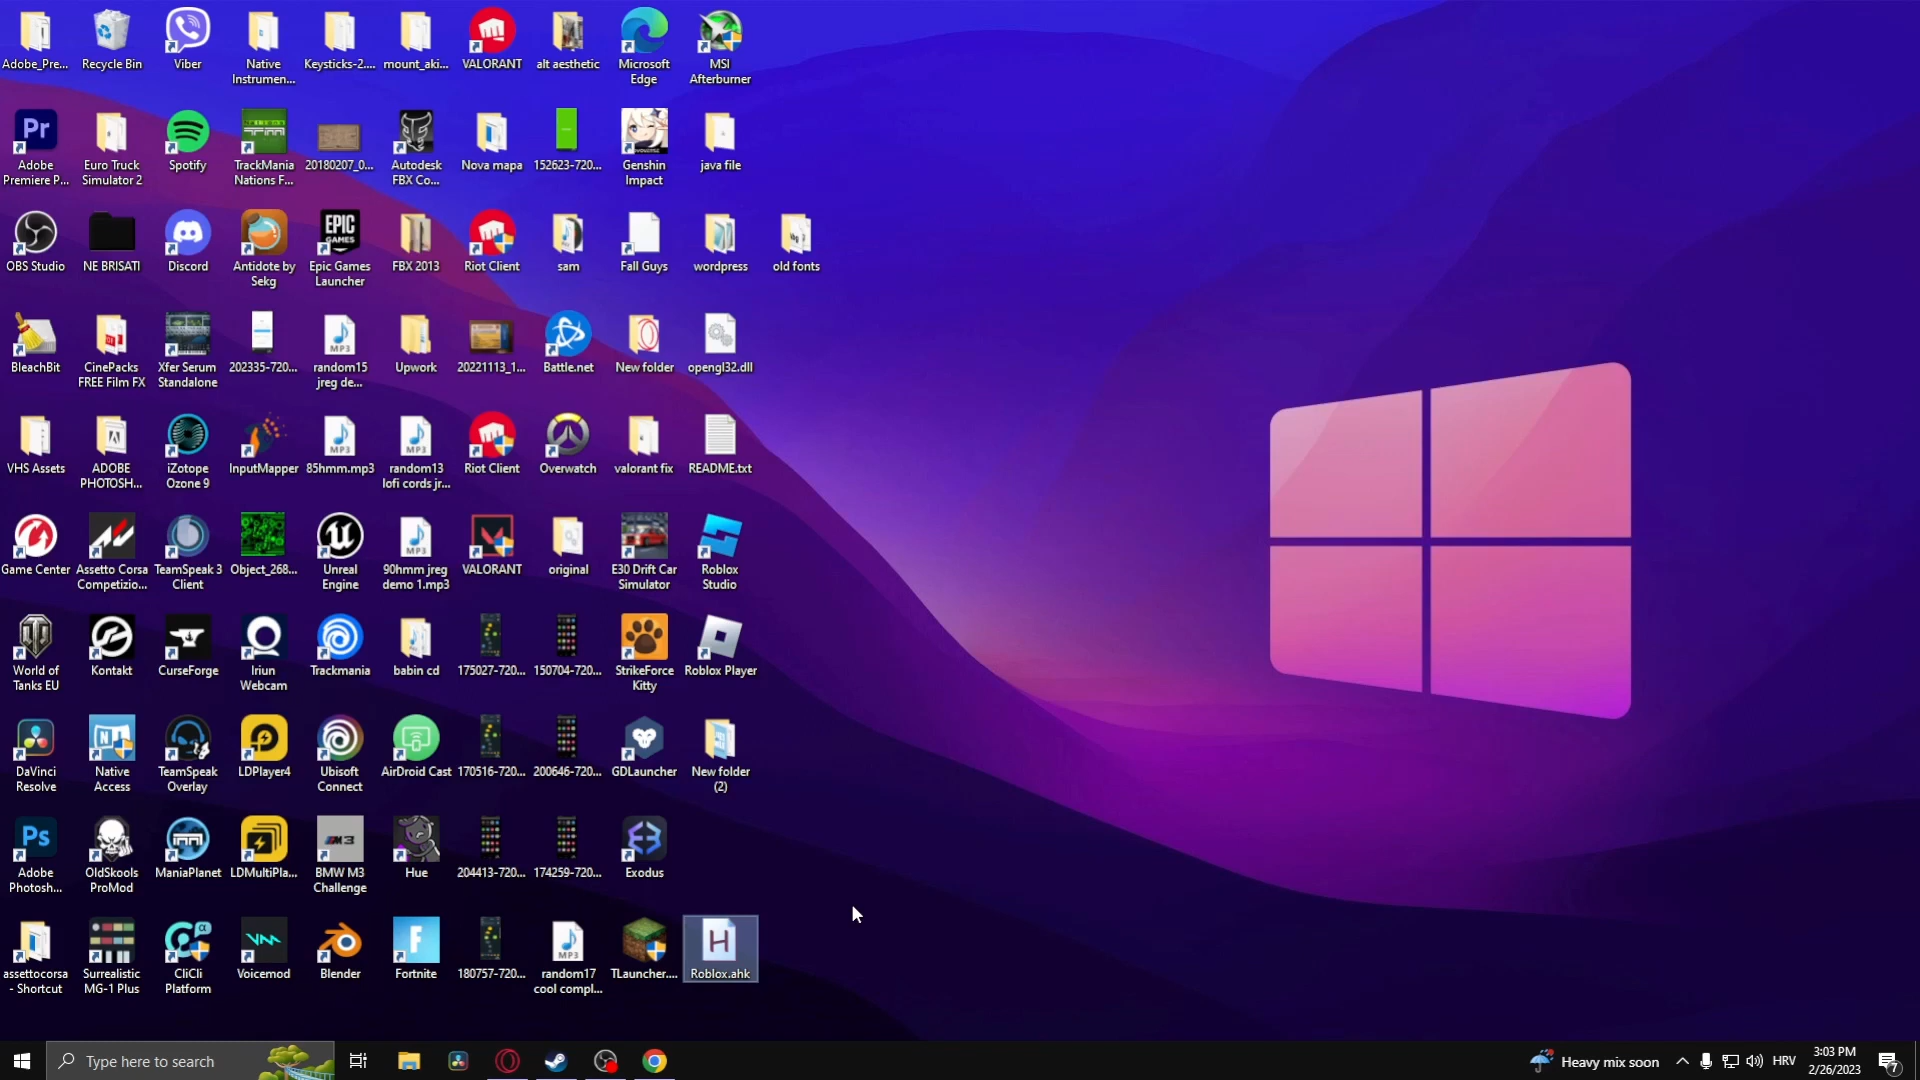 Adobe_Pre...
Recycle Bin
Viber
Native
Instrumen...
Keysticks-2....
mount_aki...
VALORANT
alt aesthetic
Microsoft
Edge
MSI
Afterburner
Pr
Adobe
Premiere P...
Euro Truck
Simulator 2
Spotify
TrackMania
Nations F...
20180207_0...
Autodesk
FBX Co...
Nova mapa
152623-720...
Genshin
Impact
java file
OBS Studio
NE BRISATI
Discord
Antidote by
Sekg
EPIC
GAMES
Epic Games
Launcher
FBX 2013
Riot Client
sam
Fall Guys
wordpress
old fonts
BleachBit
CinePacks
FREE Film FX
Xfer Serum
Standalone
202335-720...
MP3
random15
jreg de...
Upwork
20221113_1...
Battle.net
New folder
opengl32.dll
VHS Assets
ADOBE
PHOTOSH...
iZotope
Ozone 9
InputMapper
MP3
85hmm.mp3
MP3
random13
lofi cords jr...
Riot Client
Overwatch
valorant fix
README.txt
Game Center
Assetto Corsa
Competizio...
TeamSpeak 3
Client
Object_268...
Unreal
Engine
MP3
90hmm jreg
demo 1.mp3
VALORANT
original
E30 Drift Car
Simulator
Roblox
Studio
World of
Tanks EU
Kontakt
CurseForge
Iriun
Webcam
Trackmania
babin cd
175027-720...
150704-720...
StrikeForce
Kitty
Roblox Player
DaVinci
Resolve
Native
Access
TeamSpeak
Overlay
LDPlayer4
Ubisoft
Connect
AirDroid Cast
170516-720...
200646-720...
GDLauncher
New folder
(2)
Ps
Adobe
Photosh...
OldSkools
ProMod
ManiaPlanet
LDMultiPla...
BMW M3
Challenge
Hue
204413-720...
174259-720...
Exodus
assettocorsa
- Shortcut
Surrealistic
MG-1 Plus
CliCli
Platform
Voicemod
Blender
F
Fortnite
180757-720...
MP3
random17
cool compl...
TLauncher....
H
Roblox.ahk
Type here to search
Heavy mix soon
HRV
3:03 PM
2/26/2023
7